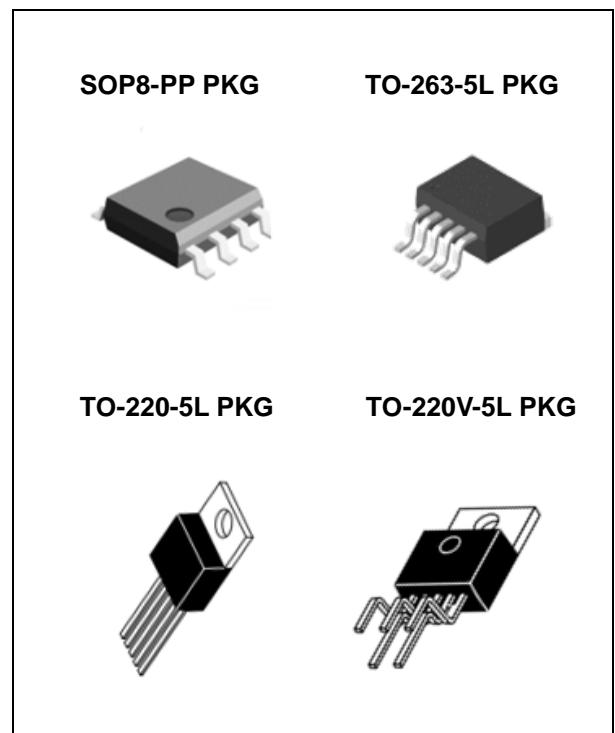 SOP8-PP PKG
TO-263-5L PKG
TO-220-5L PKG
TO-220V-5L PKG